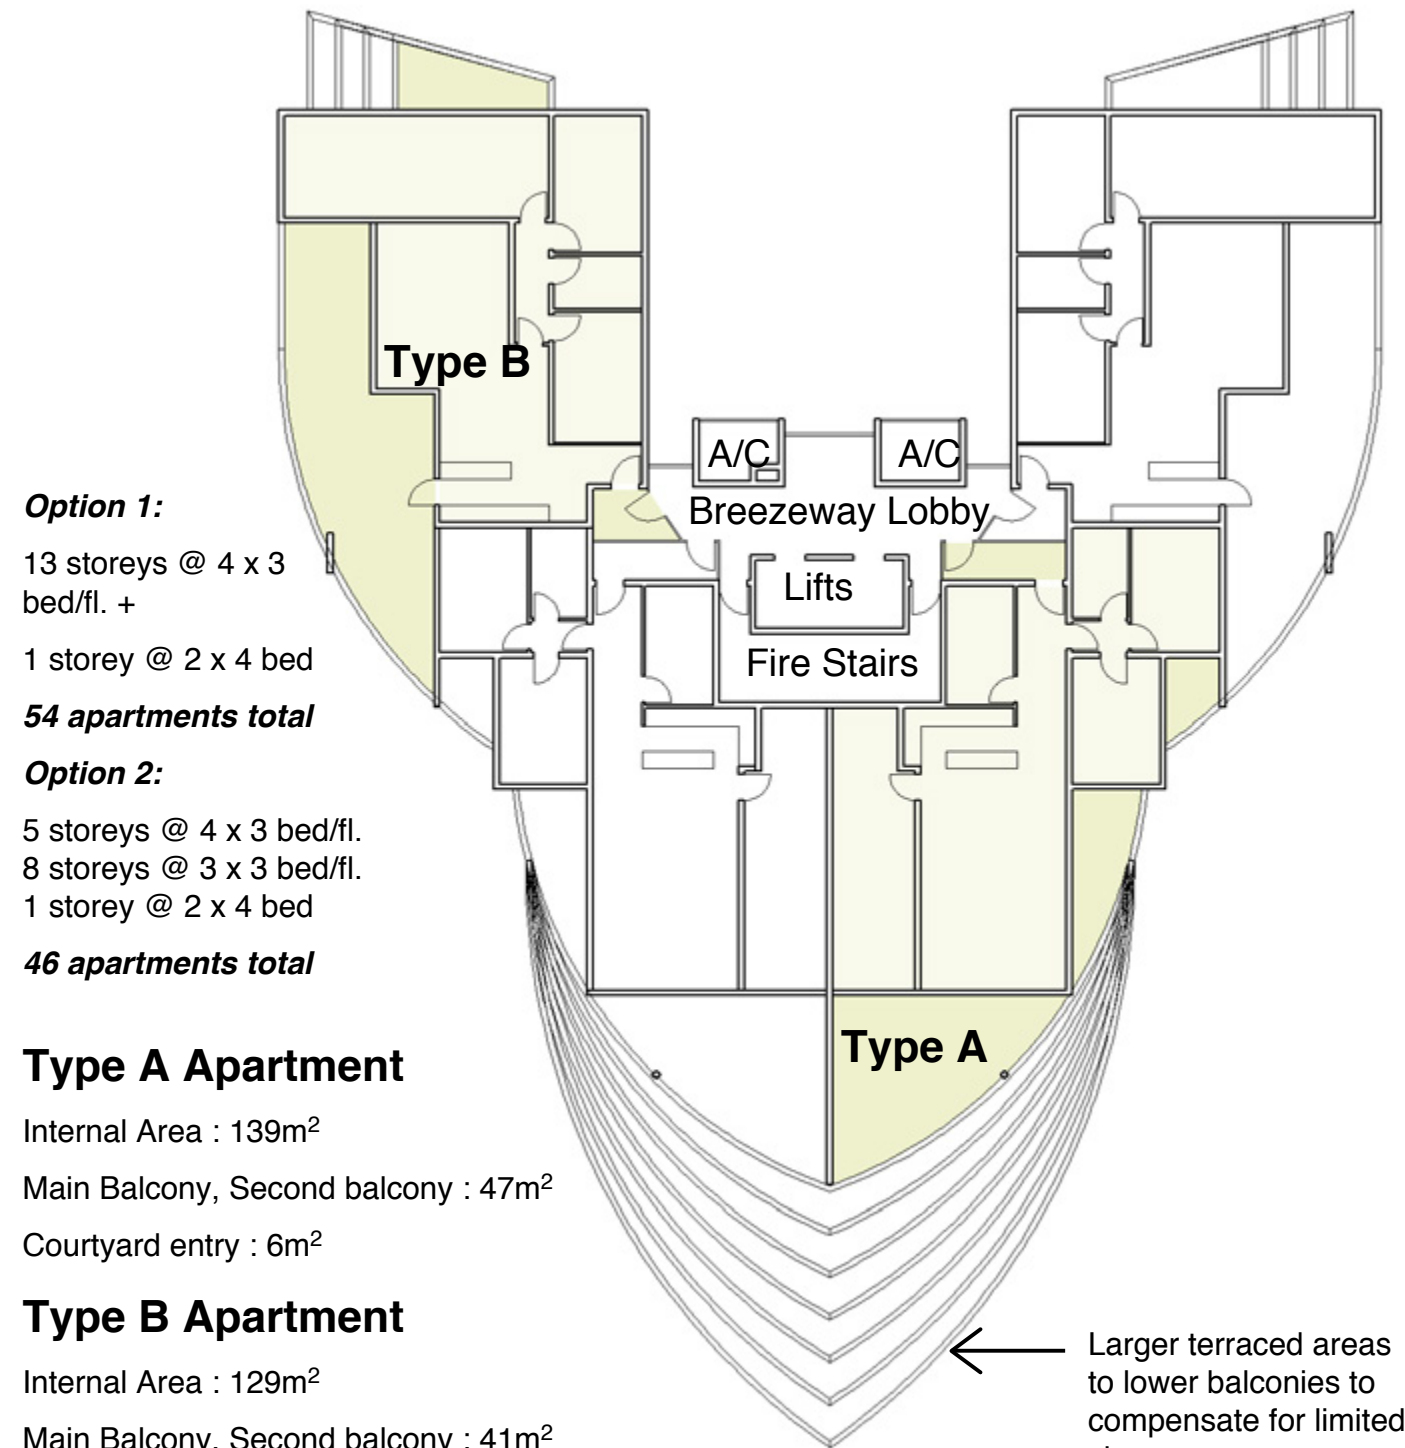 Type B
A/C
A/C
Breezeway Lobby
Lifts
Fire Stairs
Option 1:
13 storeys @ 4 x 3
bed/fl. +
1 storey @ 2 x 4 bed
54 apartments total
Option 2:
5 storeys @ 4 x 3 bed/fl.
8 storeys @ 3 x 3 bed/fl.
1 storey @ 2 x 4 bed
46 apartments total
Type A
Type A Apartment
Internal Area : 139m²
Main Balcony, Second balcony : 47m²
Courtyard entry : 6m²
Type B Apartment
Internal Area : 129m²
Main Balcony, Second balcony : 41m²
Larger terraced areas
to lower balconies to
compensate for limited